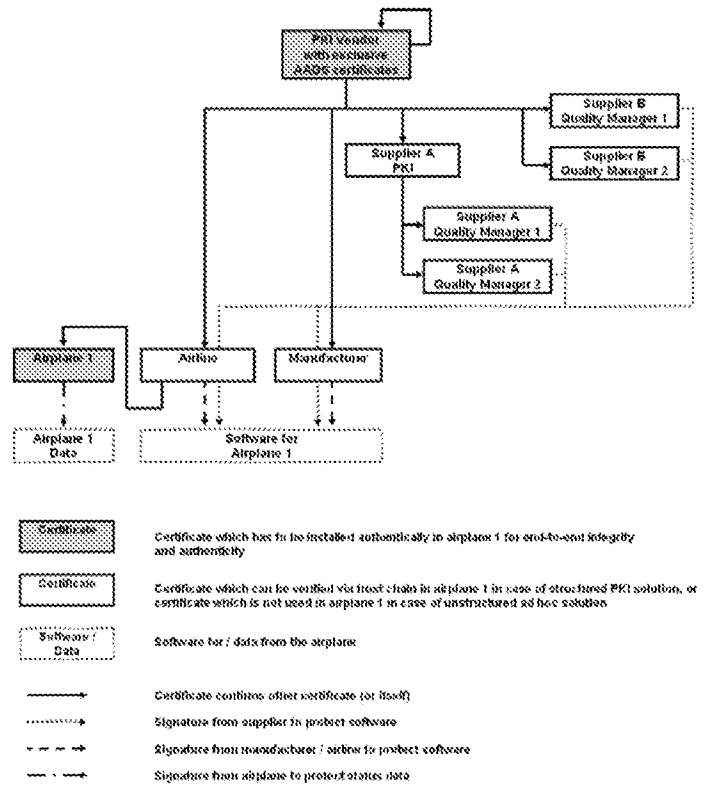 PKI Vendor
with exclusive
AADS certificates
Supplier B
Quality Manager 1
Supplier A
PKI
Supplier B
Quality Manager 2
Supplier A
Quality Manager 1
Supplier A
Quality Manager 2
Airplane 1
Airline
Manufacturer
Airplane 1
Data
Software for
Airplane 1
Certificate
Certificate which has to be installed authentically in airplane 1 for end-to-end integrity
and authenticity
Certificate
Certificate which can be verified via trust chain in airplane 1 in case of structured PKI solution, or
certificate which is not used in airplane 1 in case of unstructured ad hoc solution
Software /
Data
Software for / data from the airplane
Certificate confirms other certificate (or itself)
Signature from supplier to protect software
Signature from manufacturer / airline to protect software
Signature from airplane to protect status data